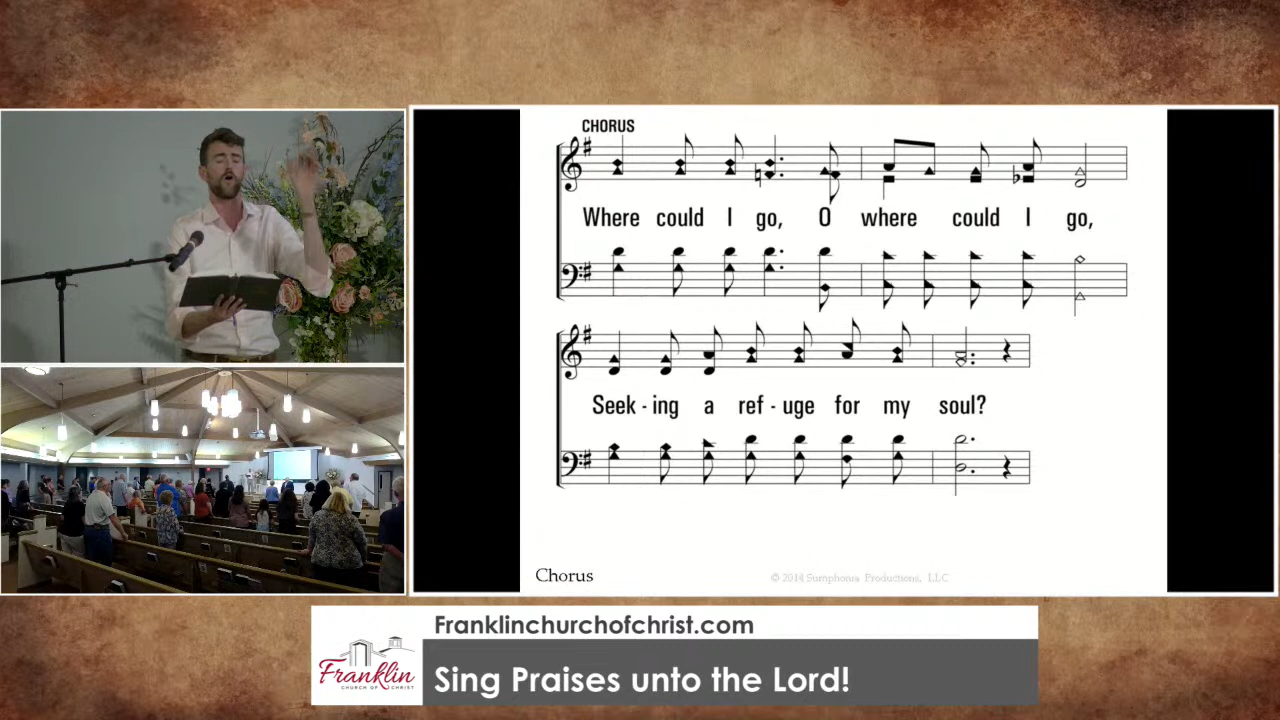 CHORUS
Where could I go, O where could I go,
Seek - ing a ref - uge for my soul?
Chorus
© 2014 Sumphonia Productions, LLC
Franklinchurchofchrist.com
Franklin
CHURCH OF CHRIST
Sing Praises unto the Lord!